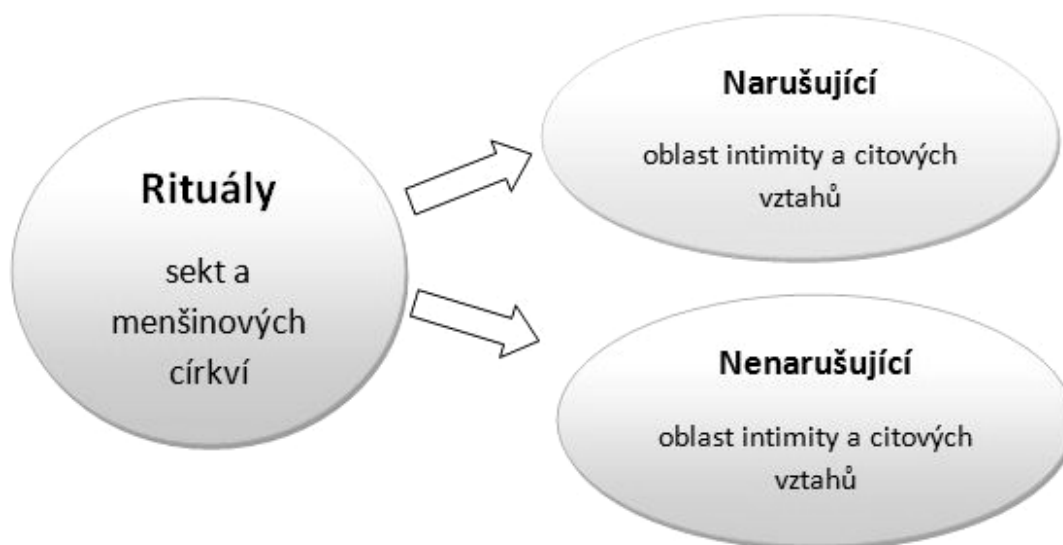 Rituály
sekt a
menšinových
církví
Narušující
oblast intimity a citových
vztahů
Nenarušující
oblast intimity a citových
vztahů